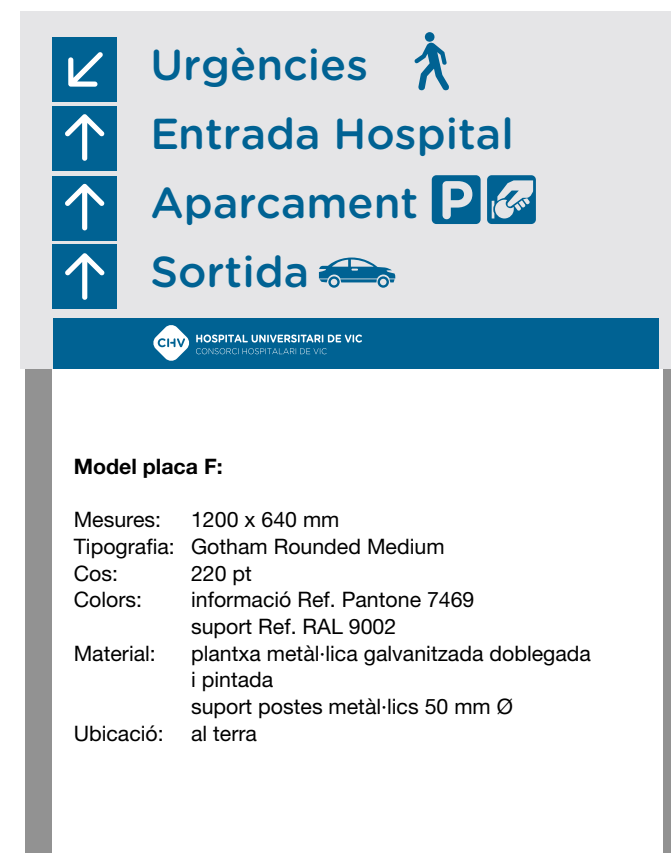 Urgències
Entrada Hospital
Aparcament P
Sortida
CHV HOSPITAL UNIVERSITARI DE VIC
CONSORCI HOSPITALARI DE VIC
Model placa F:
Mesures: 1200 x 640 mm
Tipografia: Gotham Rounded Medium
Cos: 220 pt
Colors: informació Ref. Pantone 7469
suport Ref. RAL 9002
Material: plantxa metàl·lica galvanitzada doblegada
i pintada
suport postes metàl·lics 50 mm Ø
Ubicació: al terra